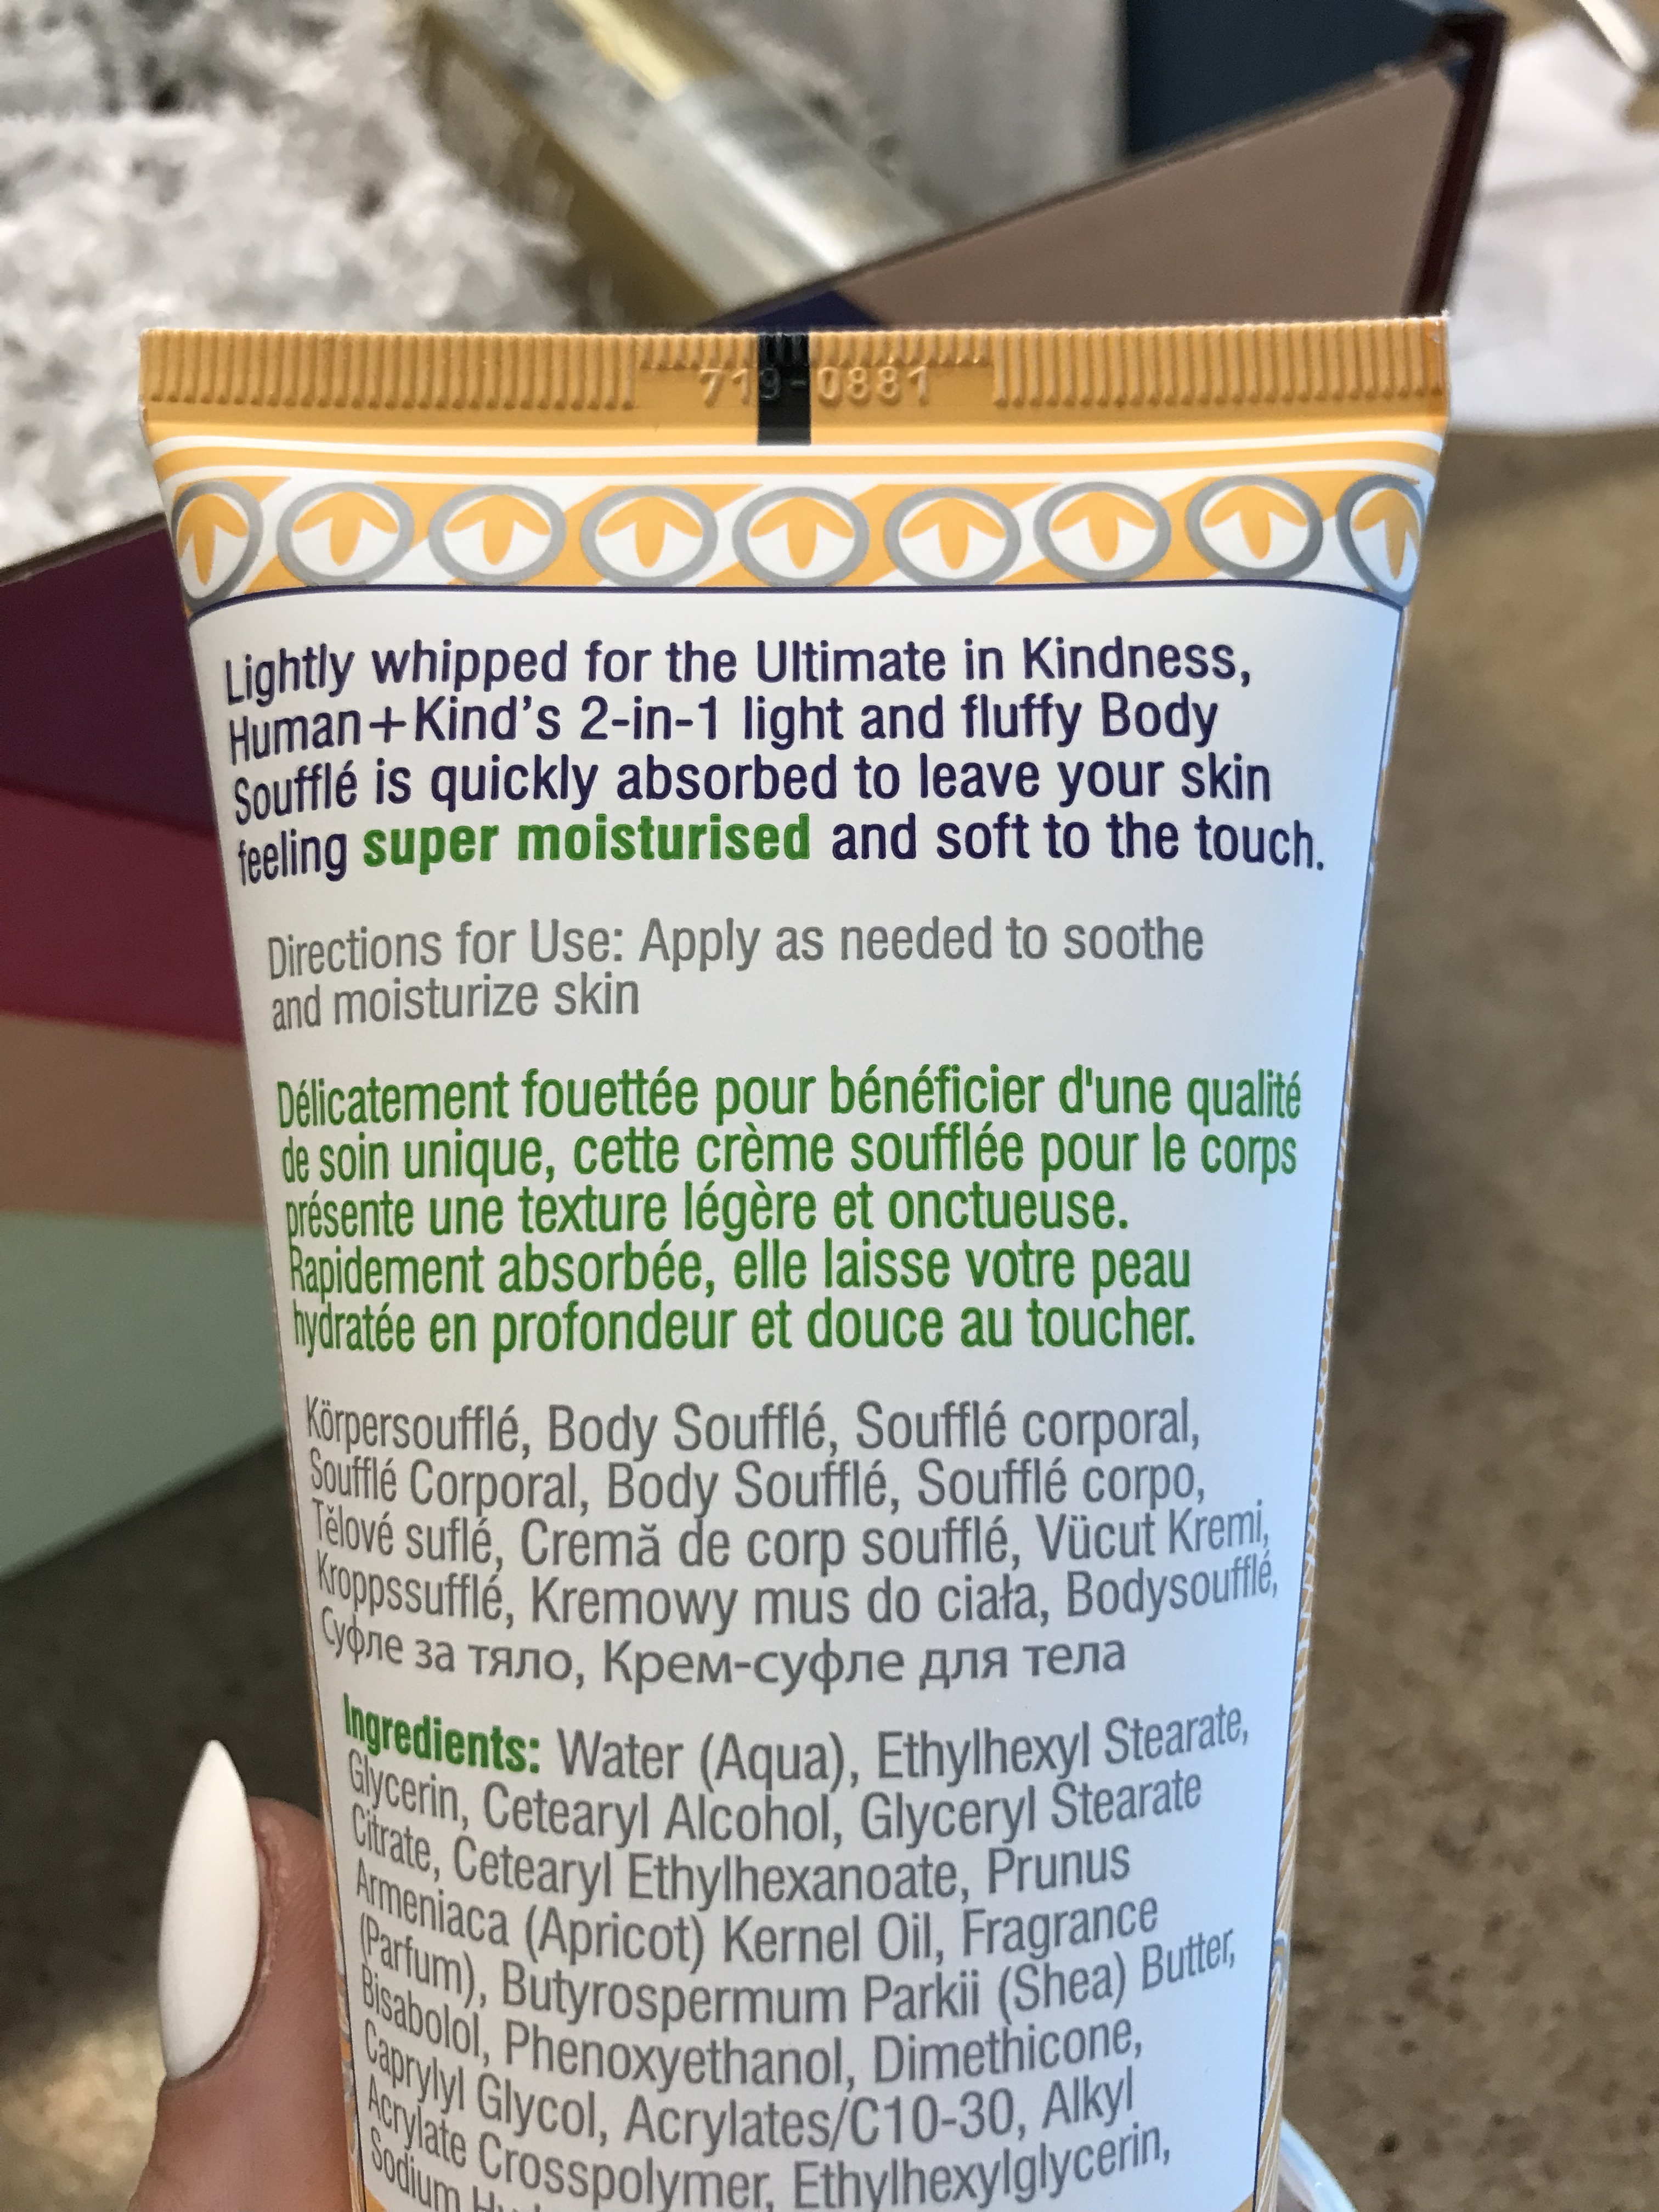 719-0881
Lightly whipped for the Ultimate in Kindness,
Human+Kind's 2-in-1 light and fluffy Body
Soufflé is quickly absorbed to leave your skin
feeling super moisturised and soft to the touch.
Directions for Use: Apply as needed to soothe
and moisturize skin
Délicatement fouettée pour bénéficier d'une qualité
de soin unique, cette crème soufflée pour le corps
présente une texture légère et onctueuse.
Rapidement absorbée, elle laisse votre peau
hydratée en profondeur et douce au toucher.
Körpersoufflé, Body Soufflé, Soufflé corporal,
Soufflé Corporal, Body Soufflé, Soufflé corpo,
Tělové suflé, Cremă de corp soufflé, Vücut Kremi,
Kroppssufflé, Kremowy mus do ciała, Bodysoufflé,
Суфле за тяло, Крем-суфле для тела
Ingredients: Water (Aqua), Ethylhexyl Stearate,
Glycerin, Cetearyl Alcohol, Glyceryl Stearate
Citrate, Cetearyl Ethylhexanoate, Prunus
Armeniaca (Apricot) Kernel Oil, Fragrance
(Parfum), Butyrospermum Parkii (Shea) Butter,
Bisabolol, Phenoxyethanol, Dimethicone,
Caprylyl Glycol, Acrylates/C10-30, Alkyl
Acrylate Crosspolymer, Ethylhexylglycerin,
Sodium